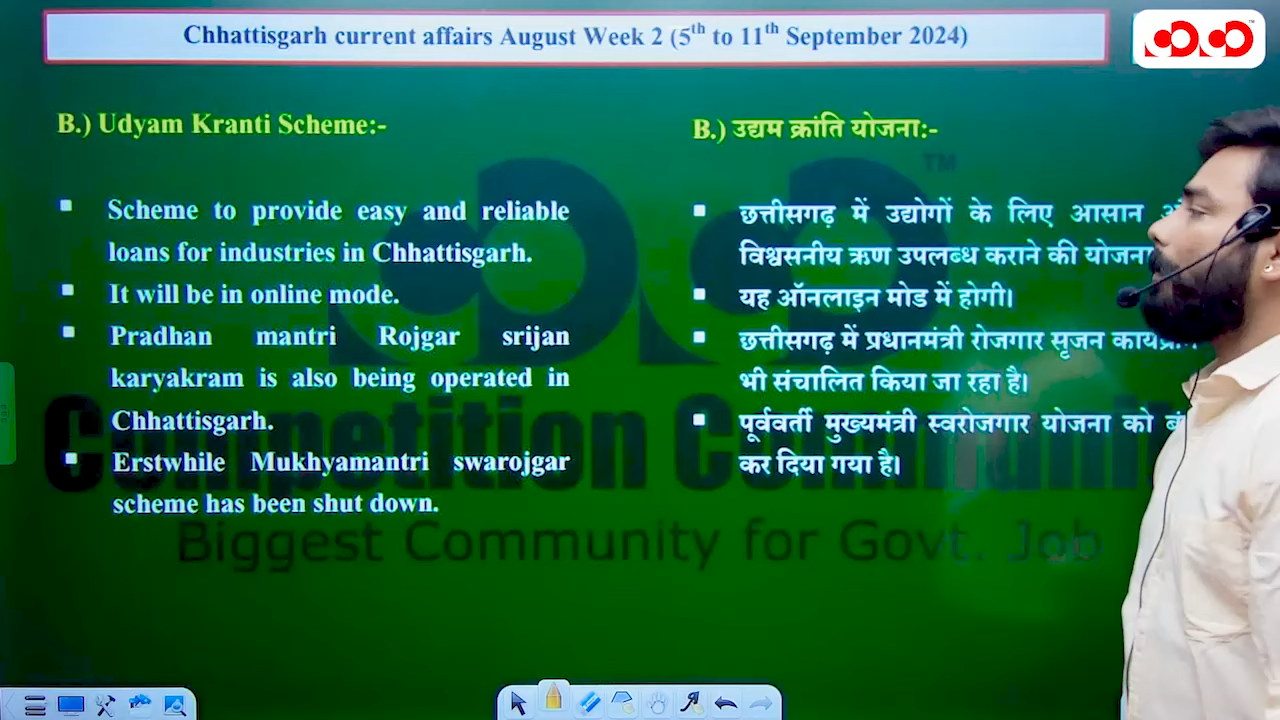 Chhattisgarh current affairs August Week 2 (5th to 11th September 2024)
B.) Udyam Kranti Scheme:-
Scheme to provide easy and reliable
loans for industries in Chhattisgarh.
It will be in online mode.
Pradhan mantri Rojgar srijan
karyakram is also being operated in
Chhattisgarh.
Erstwhile Mukhyamantri swarojgar
scheme has been shut down.
B.) उद्यम क्रांति योजना:-
छत्तीसगढ़ में उद्योगों के लिए आसान
विश्वसनीय ऋण उपलब्ध कराने की योजना
यह ऑनलाइन मोड में होगी।
छत्तीसगढ़ में प्रधानमंत्री रोजगार सृजन
भी संचालित किया जा रहा है।
पूर्ववर्ती मुख्यमंत्री स्वरोजगार योजना को
कर दिया गया है।
TM
Competition
Biggest Community for Govt. Job